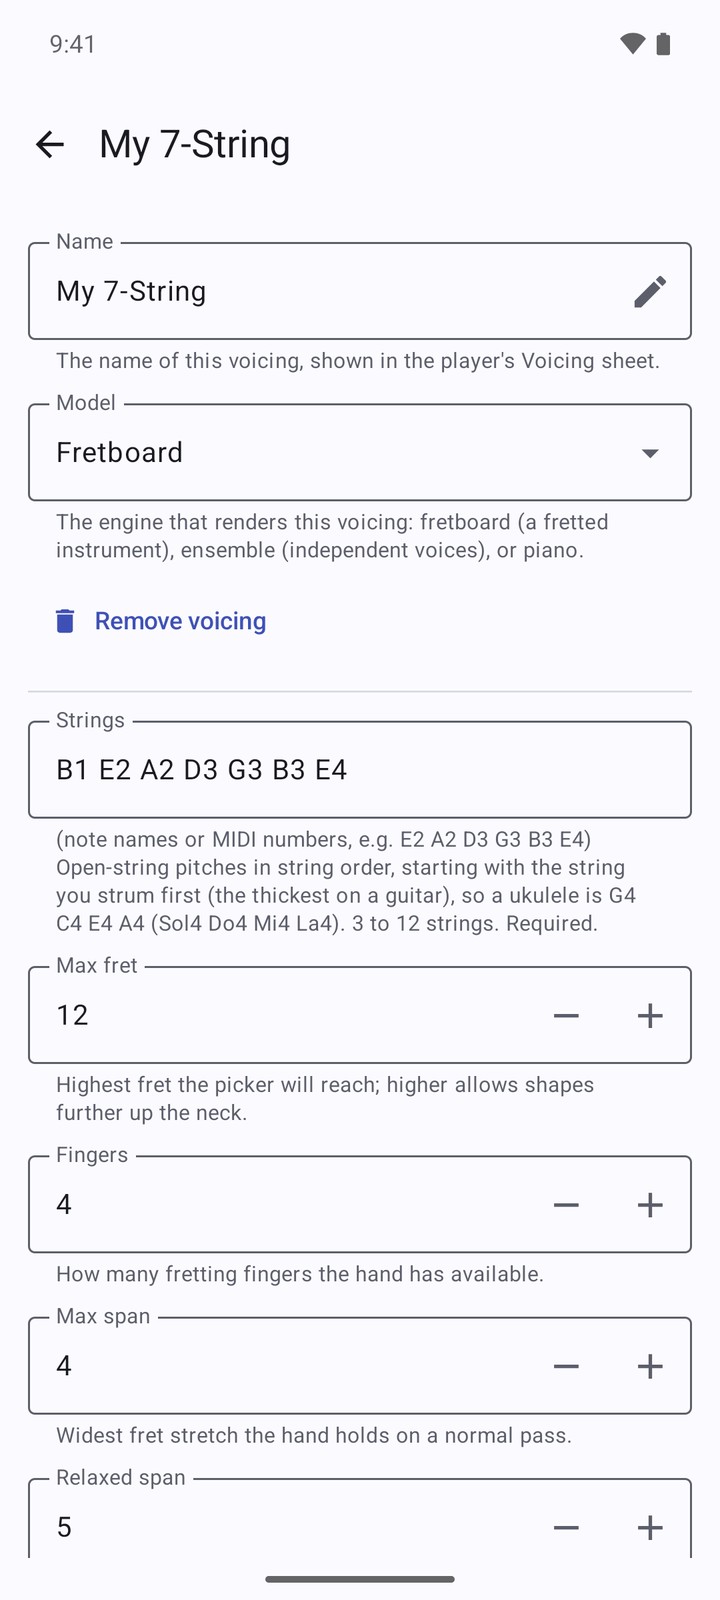 9:41
My 7-String
Name
My 7-String
The name of this voicing, shown in the player's Voicing sheet.
Model
Fretboard
The engine that renders this voicing: fretboard (a fretted
instrument), ensemble (independent voices), or piano.
Remove voicing
Strings
B1 E2 A2 D3 G3 B3 E4
(note names or MIDI numbers, e.g. E2 A2 D3 G3 B3 E4)
Open-string pitches in string order, starting with the string
you strum first (the thickest on a guitar), so a ukulele is G4
C4 E4 A4 (Sol4 Do4 Mi4 La4). 3 to 12 strings. Required.
Max fret
12
Highest fret the picker will reach; higher allows shapes
further up the neck.
Fingers
4
How many fretting fingers the hand has available.
Max span
4
Widest fret stretch the hand holds on a normal pass.
Relaxed span
5